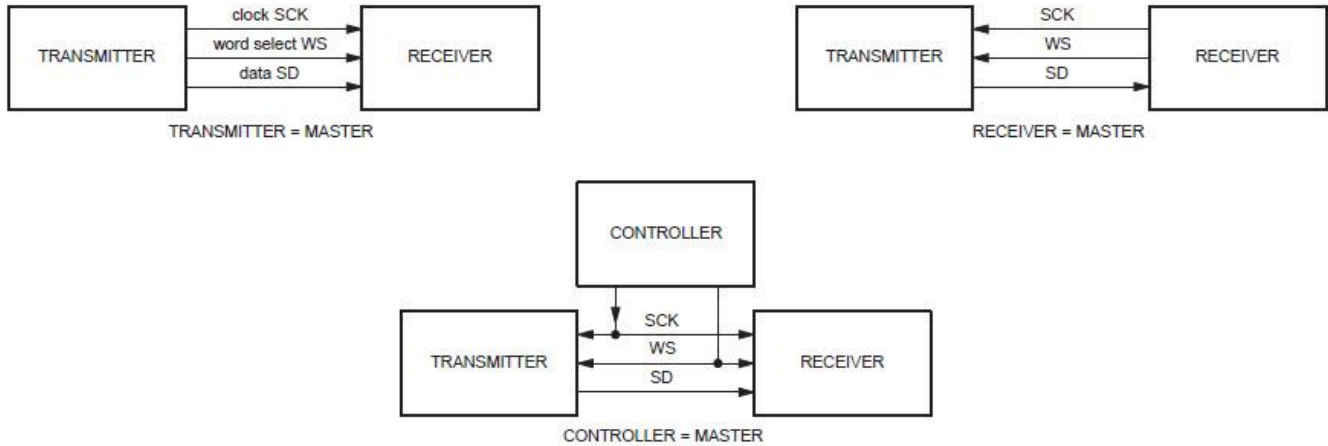 clock SCK
TRANSMITTER
word select WS
RECEIVER
data SD
TRANSMITTER = MASTER
SCK
TRANSMITTER
WS
RECEIVER
SD
RECEIVER = MASTER
CONTROLLER
SCK
TRANSMITTER
WS
RECEIVER
SD
CONTROLLER = MASTER